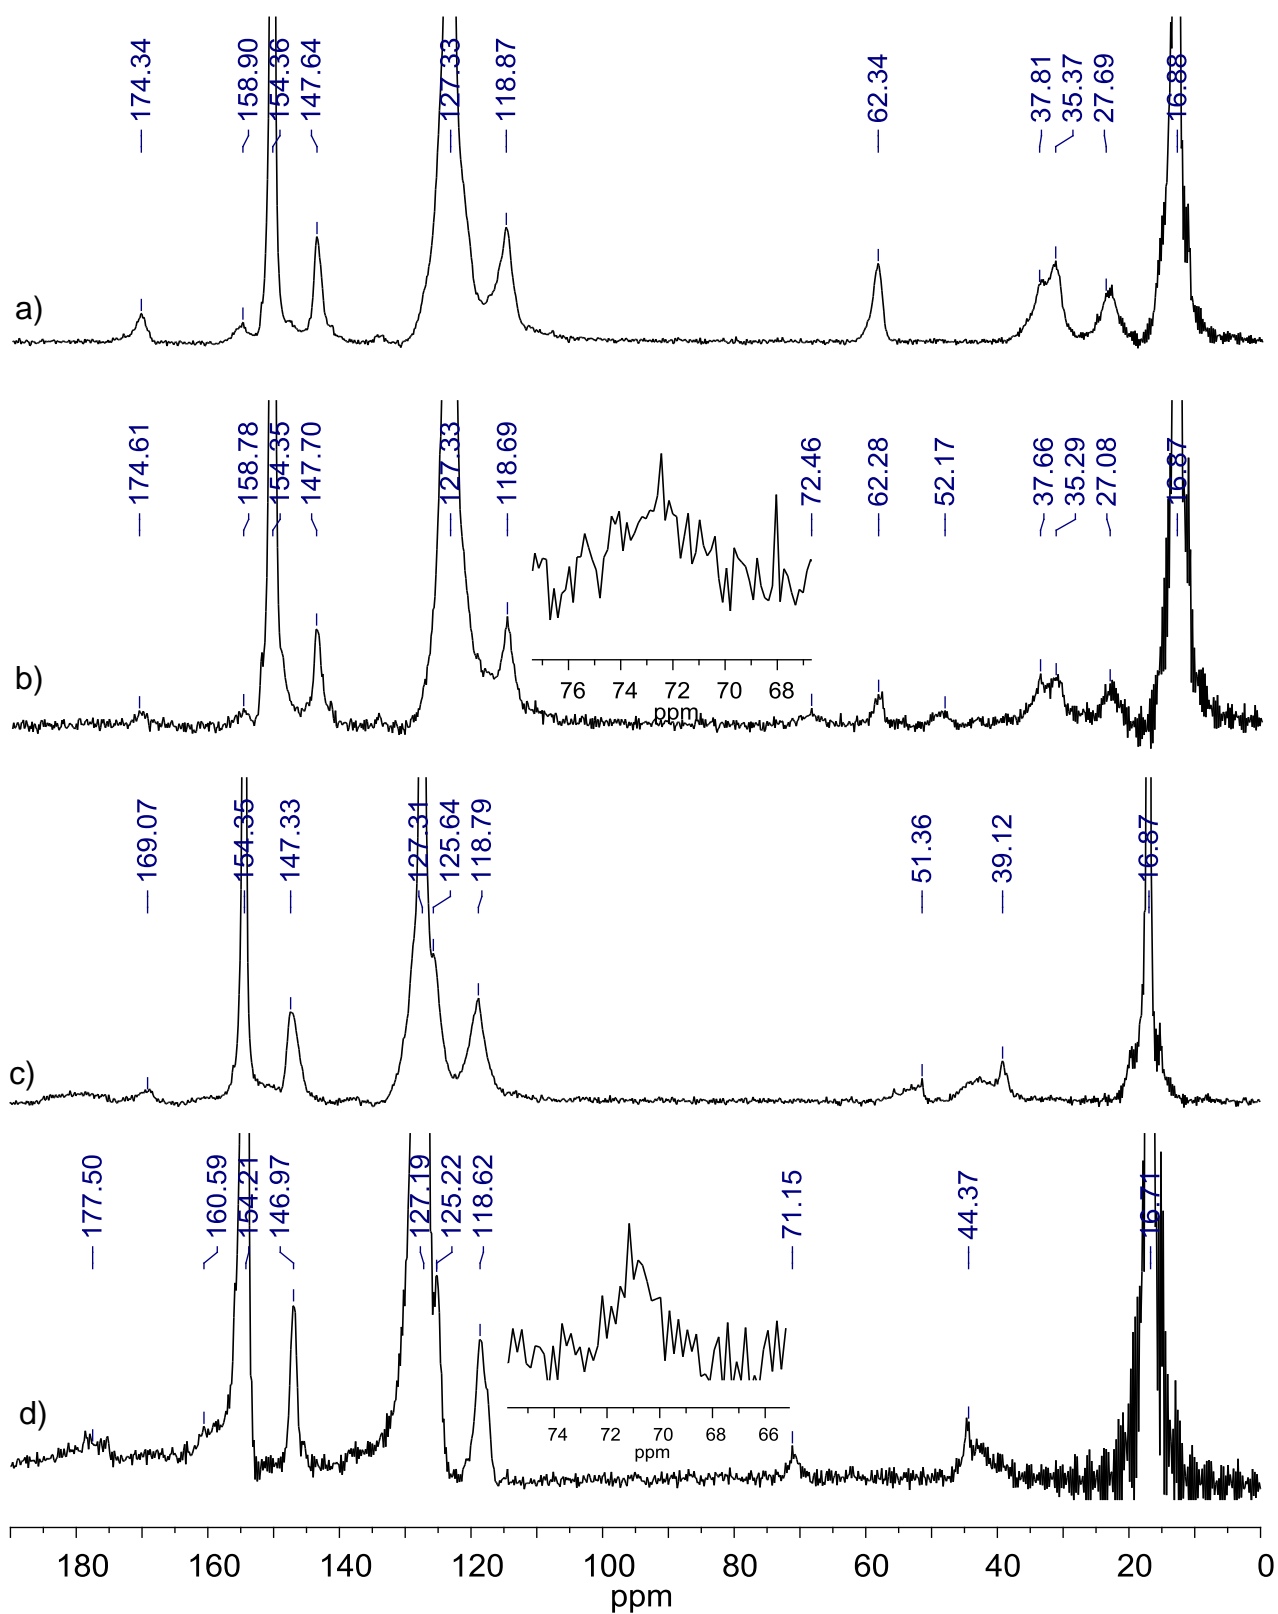 174.34 158.90 154.36 147.64 127.33 118.87 62.34 37.81 35.37 27.69 16.88
a)
174.61 158.78 154.35 147.70 127.33 118.69 72.46 62.28 52.17 37.66 35.29 27.08 16.87
76 74 72 70 68
ppm
b)
169.07 154.35 147.33 127.31 125.64 118.79 51.36 39.12 16.87
c)
177.50 160.59 154.21 146.97 127.19 125.22 118.62 71.15 44.37 16.71
74 72 70 68 66
ppm
d)
180 160 140 120 100 80 60 40 20 0
ppm